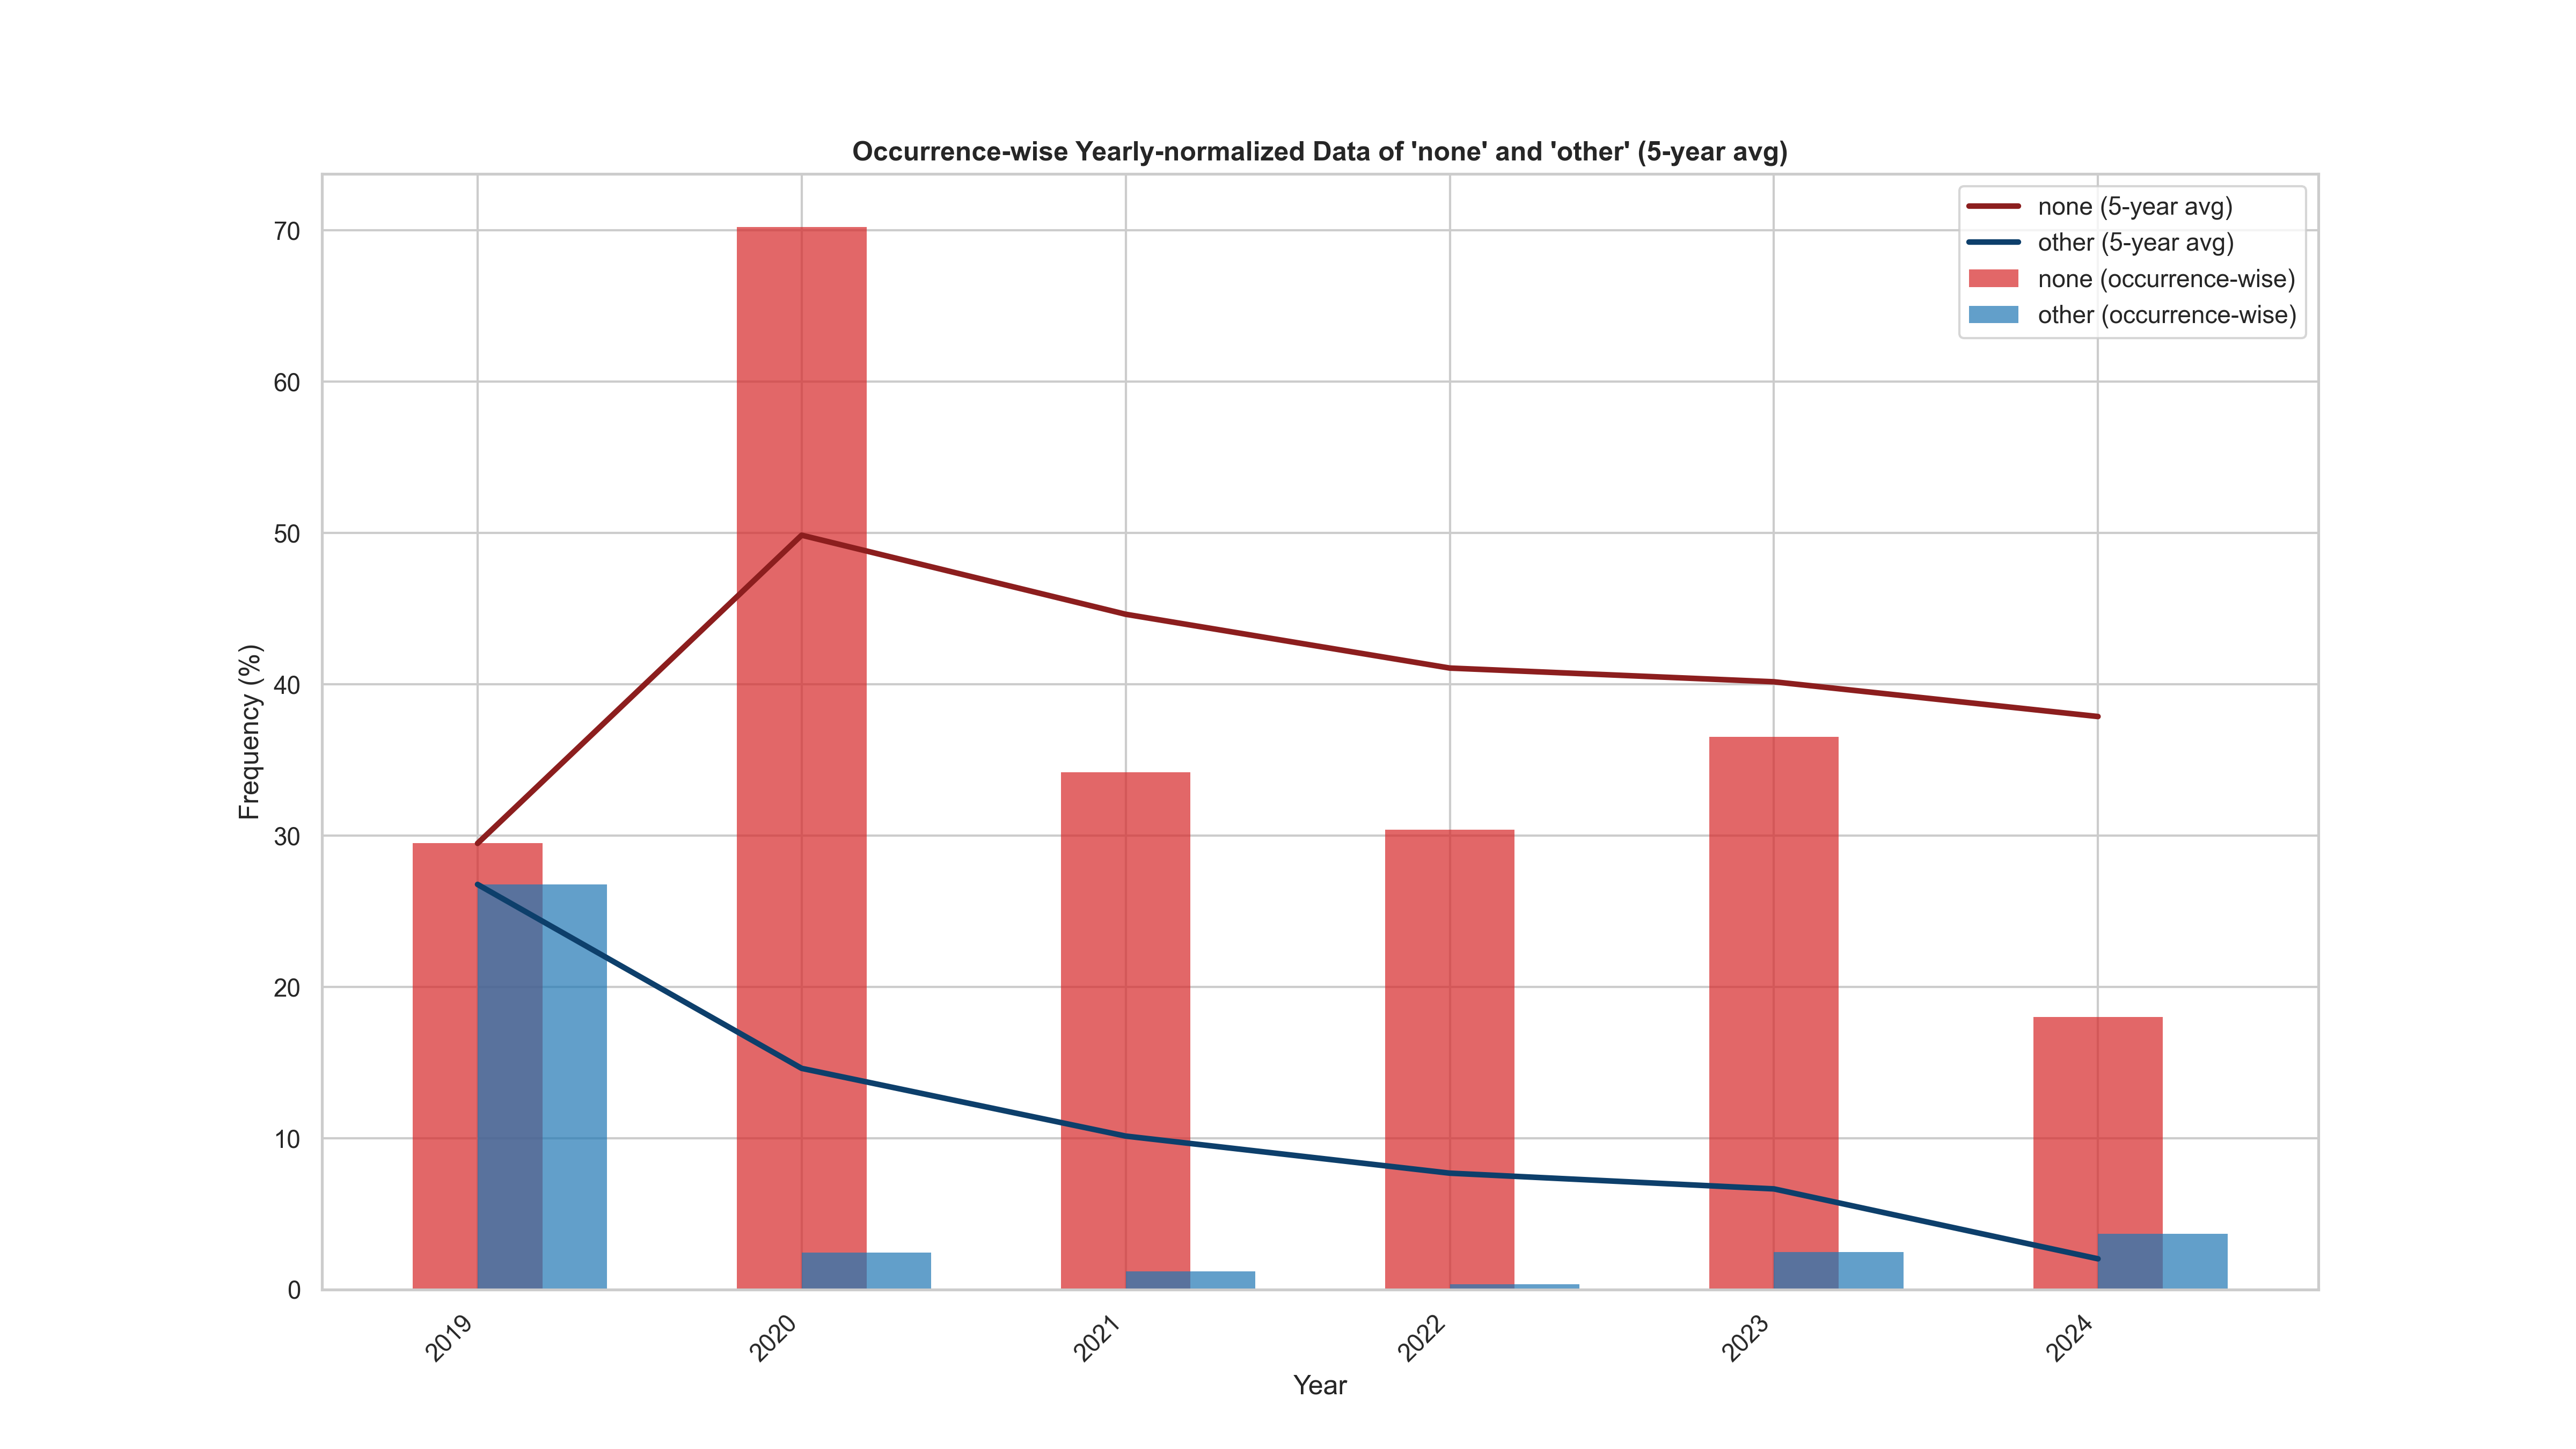 Occurrence-wise Yearly-normalized Data of 'none' and 'other' (5-year avg)
none (5-year avg)
other (5-year avg)
none (occurrence-wise)
other (occurrence-wise)
Frequency (%)
70
60
50
40
30
20
10
0
2019
2020
2021
2022
2023
2024
Year